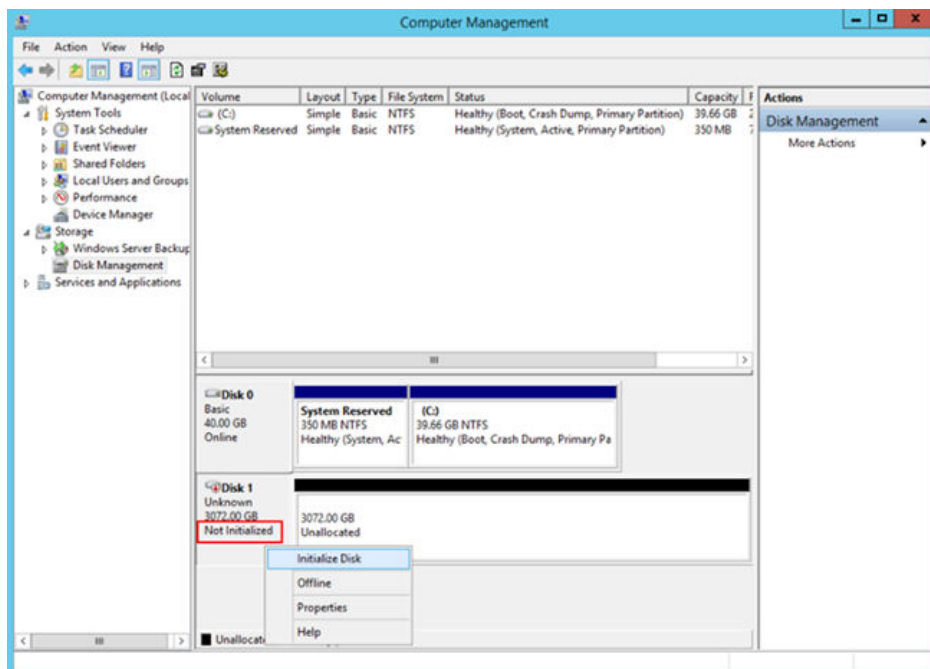 Computer Management
File Action View Help
Computer Management (Local
System Tools
Task Scheduler
Event Viewer
Shared Folders
Local Users and Groups
Performance
Device Manager
Storage
Windows Server Backup
Disk Management
Services and Applications
Volume Layout Type File System Status Capacity F
(C:) Simple Basic NTFS Healthy (Boot, Crash Dump, Primary Partition) 39.66 GB
System Reserved Simple Basic NTFS Healthy (System, Active, Primary Partition) 350 MB
Actions
Disk Management
More Actions
Disk 0
Basic
40.00 GB
Online
System Reserved
350 MB NTFS
Healthy (System, Ac
(C:)
39.66 GB NTFS
Healthy (Boot, Crash Dump, Primary Pa
Disk 1
Unknown
3072.00 GB
Not Initialized
3072.00 GB
Unallocated
Initialize Disk
Offline
Properties
Help
Unallocat